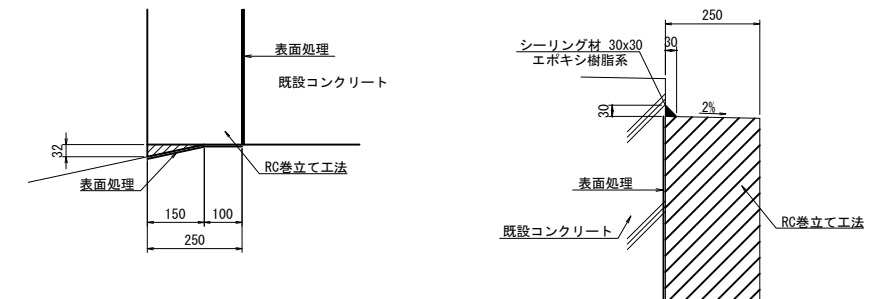 表面処理
既設コンクリート
32
RC巻立て工法
表面処理
150
100
250
250
シーリング材 30x30
エポキシ樹脂系
30
30
2%
表面処理
既設コンクリート
RC巻立て工法